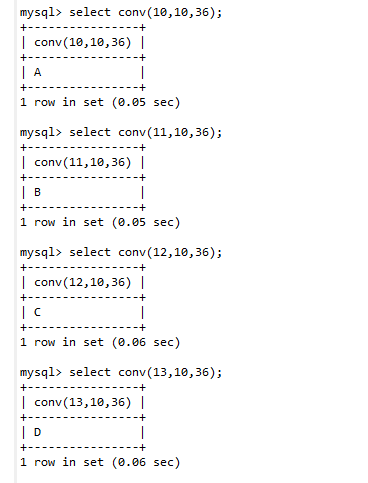 mysql> select conv(10,10,36);
+----------------+
| conv(10,10,36) |
+----------------+
| A              |
+----------------+
1 row in set (0.05 sec)
mysql> select conv(11,10,36);
+----------------+
| conv(11,10,36) |
+----------------+
| B              |
+----------------+
1 row in set (0.05 sec)
mysql> select conv(12,10,36);
+----------------+
| conv(12,10,36) |
+----------------+
| C              |
+----------------+
1 row in set (0.06 sec)
mysql> select conv(13,10,36);
+----------------+
| conv(13,10,36) |
+----------------+
| D              |
+----------------+
1 row in set (0.06 sec)